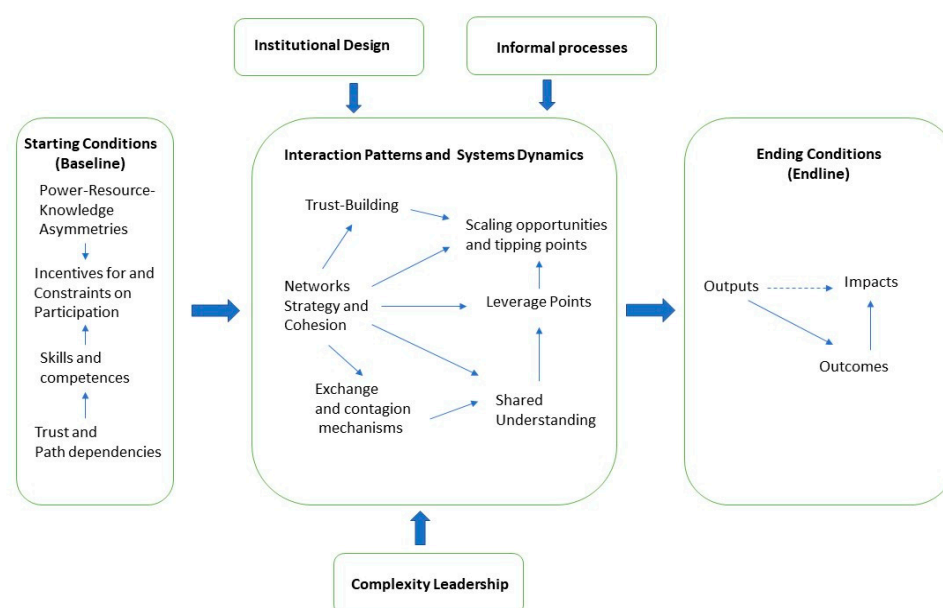 Institutional Design
Informal processes
Starting Conditions
(Baseline)
Power-Resource-
Knowledge
Asymmetries
Incentives for and
Constraints on
Participation
Skills and
competences
Trust and
Path dependencies
Interaction Patterns and Systems Dynamics
Trust-Building
Scaling opportunities
and tipping points
Networks
Strategy and
Cohesion
Leverage Points
Exchange
and contagion
mechanisms
Shared
Understanding
Ending Conditions
(Endline)
Outputs
Impacts
Outcomes
Complexity Leadership